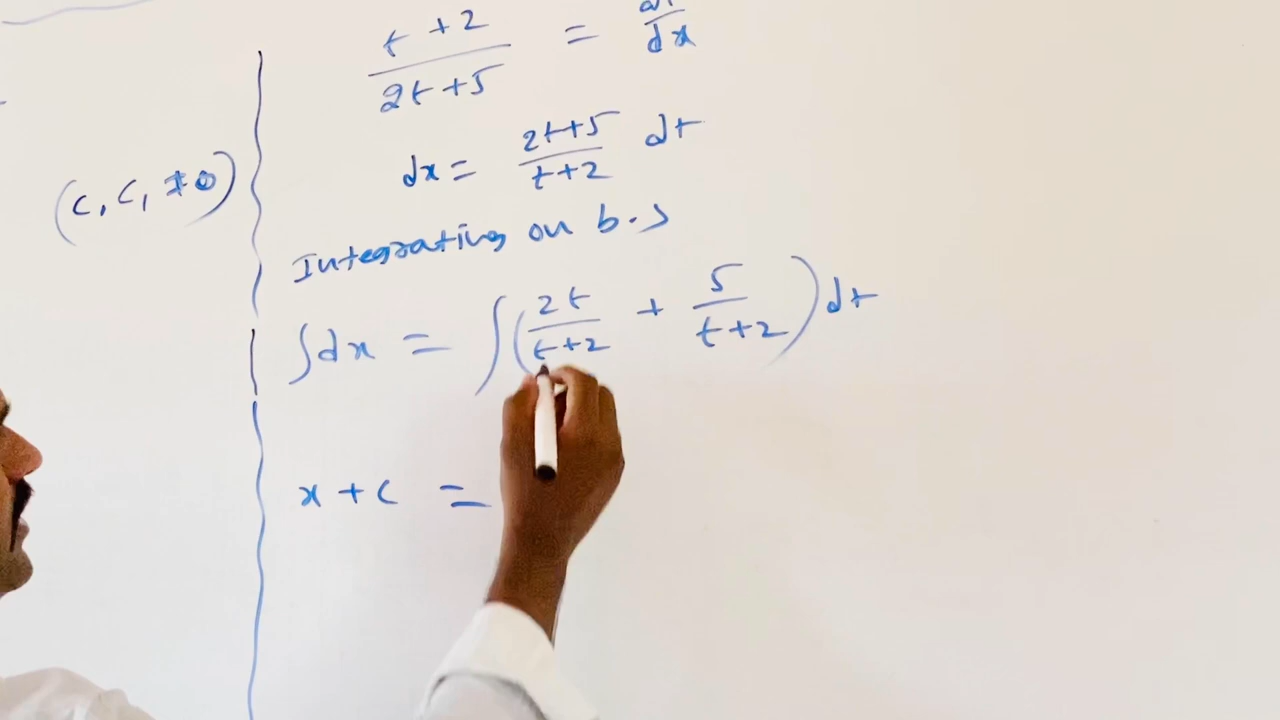 (c, c₁ ≠ 0)
t + 2 / 2t + 5 = dt / dx
dx = 2t+5 / t+2 dt
Integrating on b.s
∫dx = ∫(2t / t+2 + 5 / t+2) dt
x + c =